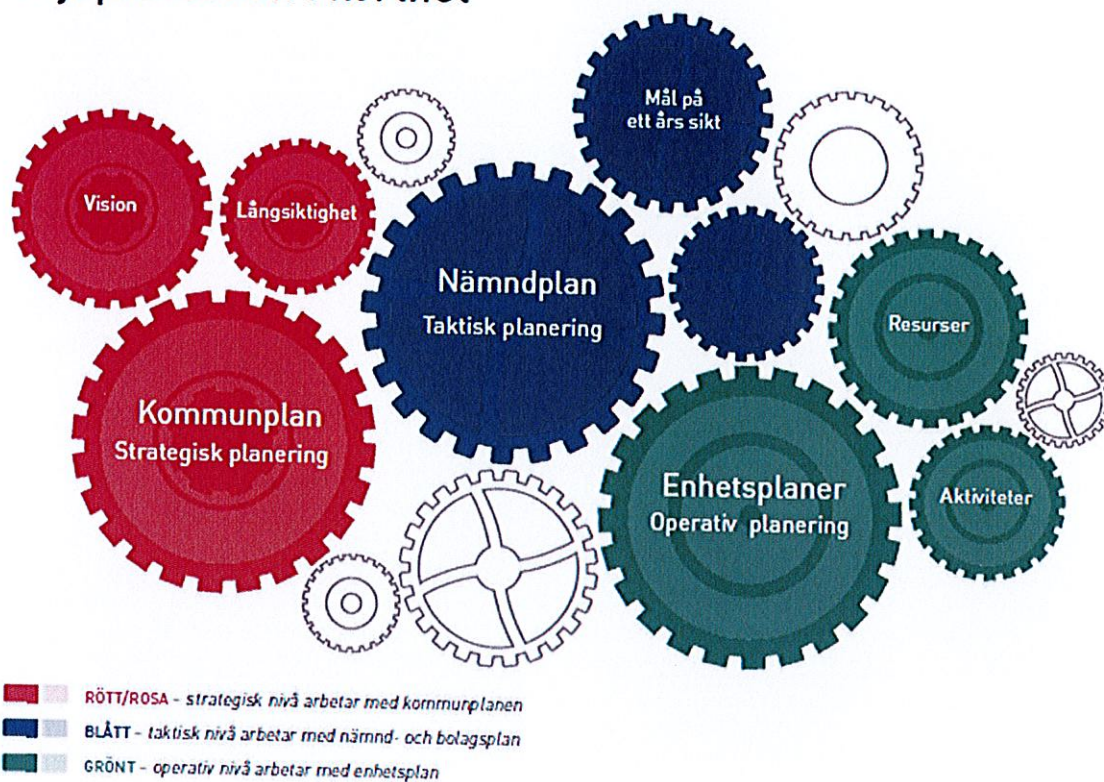 Vision
Långsiktighet
Mål på
ett års sikt
Nämndplan
Taktisk planering
Resurser
Kommunplan
Strategisk planering
Enhetsplaner
Operativ planering
Aktiviteter
RÖTT/ROSA - strategisk nivå arbetar med kommunplanen
BLÅTT - taktisk nivå arbetar med nämnd- och bolagsplan
GRÖNT - operativ nivå arbetar med enhetsplan